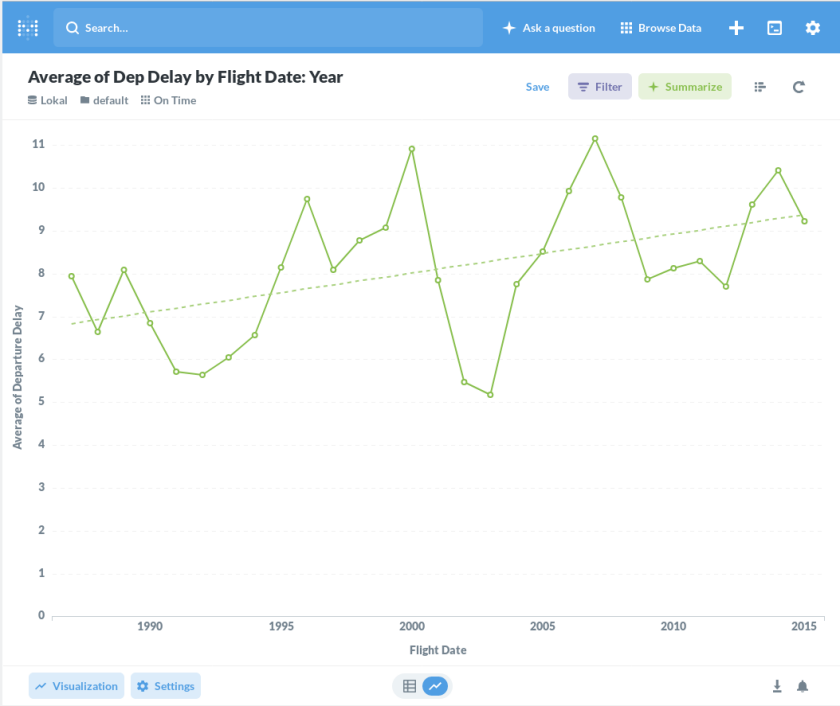 Search...
Ask a question
Browse Data
Average of Dep Delay by Flight Date: Year
Lokal
default
On Time
Save
Filter
Summarize
11
10
9
8
7
6
5
4
3
2
1
0
Average of Departure Delay
1990
1995
2000
2005
2010
2015
Flight Date
Visualization
Settings